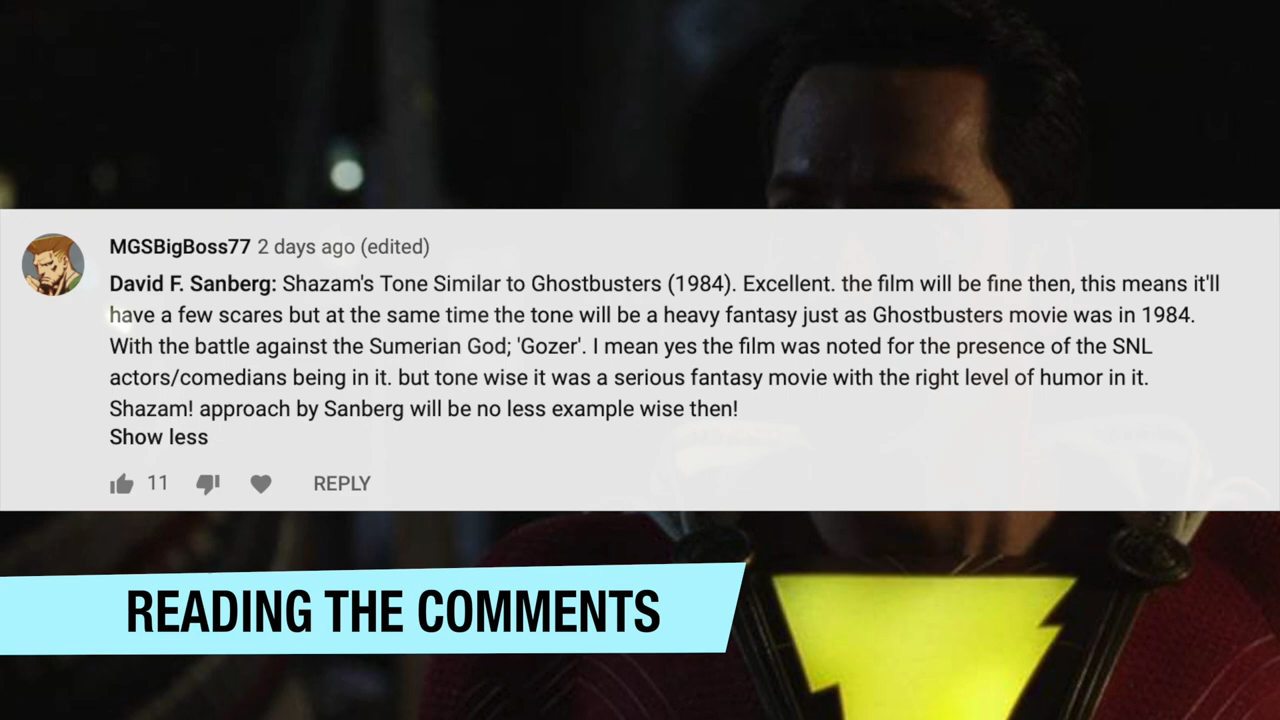 MGSBigBoss77 2 days ago (edited)
David F. Sanberg: Shazam's Tone Similar to Ghostbusters (1984). Excellent. the film will be fine then, this means it'll
have a few scares but at the same time the tone will be a heavy fantasy just as Ghostbusters movie was in 1984.
With the battle against the Sumerian God; 'Gozer'. I mean yes the film was noted for the presence of the SNL
actors/comedians being in it. but tone wise it was a serious fantasy movie with the right level of humor in it.
Shazam! approach by Sanberg will be no less example wise then!
Show less
11 REPLY
READING THE COMMENTS